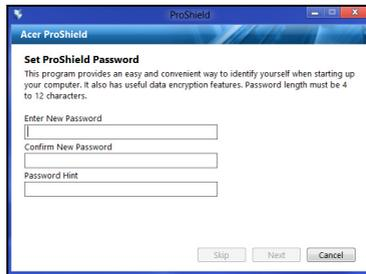 ProShield
Acer ProShield
Set ProShield Password
This program provides an easy and convenient way to identify yourself when starting up
your computer. It also has useful data encryption features. Password length must be 4
to 12 characters.
Enter New Password
Confirm New Password
Password Hint
Skip
Next
Cancel